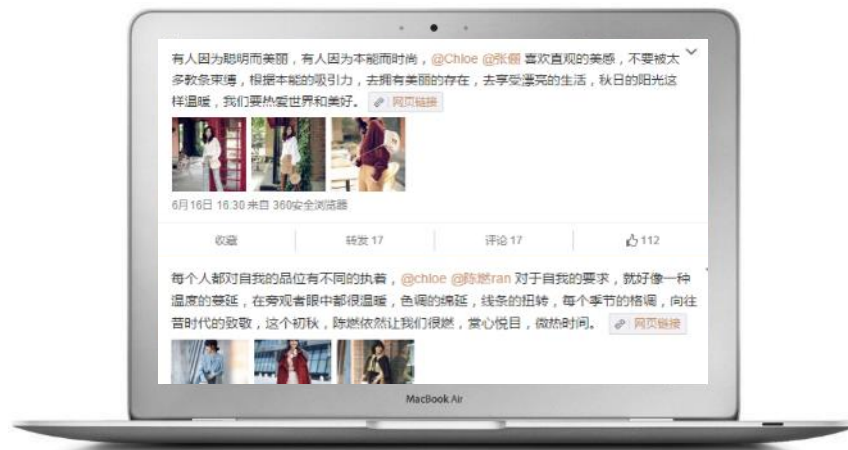 有人因为聪明而美丽，有人因为本能而时尚，@Chloe @张俪 喜欢直观的美感，不要被太
多教条束缚，根据本能的吸引力，去拥有美丽的存在，去享受漂亮的生活，秋日的阳光这
样温暖，我们要热爱世界和美好。 网页链接
6月16日 16:30 来自 360安全浏览器
收藏 转发 17 评论 17 112
每个人都对自我的品位有不同的执着，@chloe @陈燃ran 对于自我的要求，就好像一种
温度的蔓延，在旁观者眼中都很温暖，色调的绵延，线条的扭转，每个季节的格调，向往
昔时代的致敬，这个初秋，陈燃依然让我们很燃，赏心悦目，微热时间。 网页链接
MacBook Air